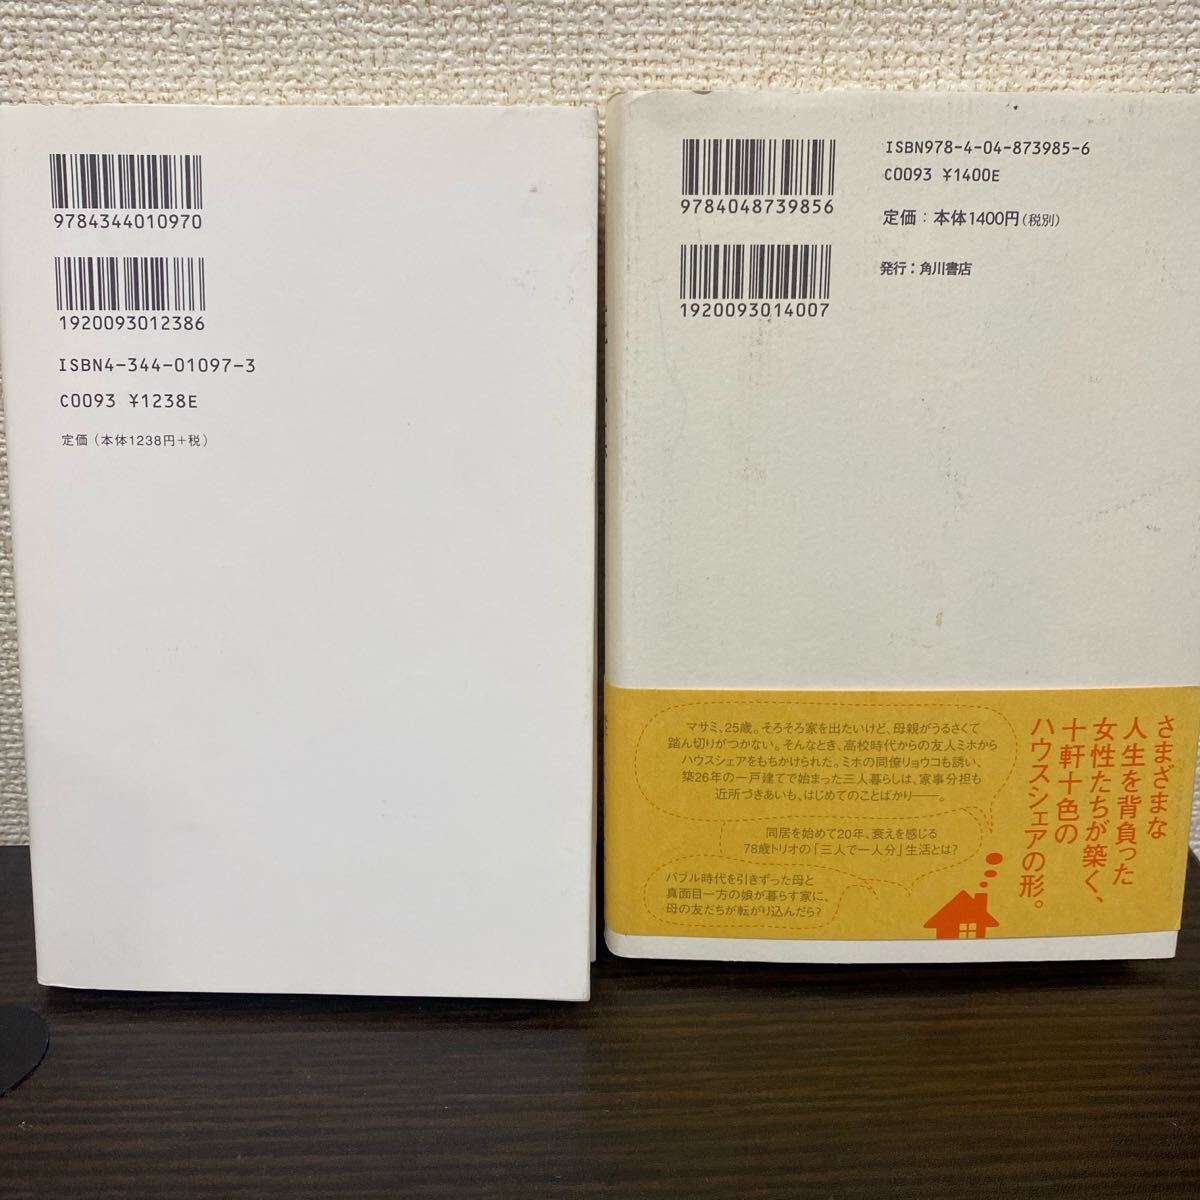 9784344010970
1920093012386
ISBN4-344-01097-3
C0093 ¥1238E
定価（本体1238円＋税）
9784048739856
1920093014007
ISBN978-4-04-873985-6
C0093 ¥1400E
定価：本体1400円（税別）
発行：角川書店
さまざまな
人生を背負った
女性たちが築く、
十軒十色の
ハウスシェアの形。
マサミ、25歳。そろそろ家を出たいけど、母親がうるさくて
踏ん切りがつかない。そんなとき、高校時代からの友人ミホから
ハウスシェアをもちかけられた。ミホの同僚リョウコも誘い、
築26年の一戸建てで始まった三人暮らしは、家事分担も
近所づきあいも、はじめてのことばかり――。
同居を始めて20年、衰えを感じる
78歳トリオの「三人で一人分」生活とは?
バブル時代を引きずった母と
真面目一方の娘が暮らす家に、
母の友だちが転がり込んだら?